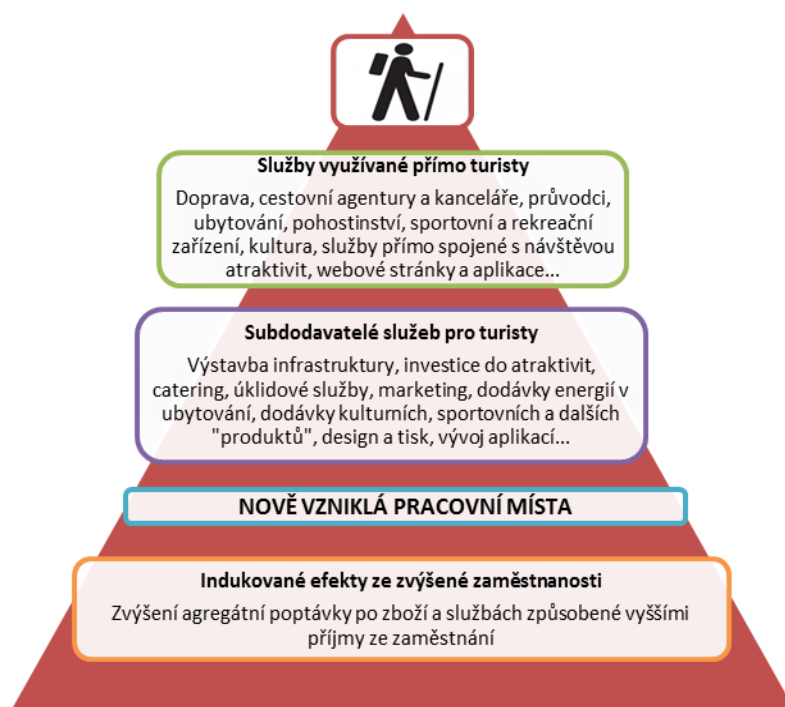 Služby využívané přímo turisty
Doprava, cestovní agentury a kanceláře, průvodci,
ubytování, pohostinství, sportovní a rekreační
zařízení, kultura, služby přímo spojené s návštěvou
atraktivit, webové stránky a aplikace...
Subdodavatelé služeb pro turisty
Výstavba infrastruktury, investice do atraktivit,
catering, úklidové služby, marketing, dodávky energií v
ubytování, dodávky kulturních, sportovních a dalších
"produktů", design a tisk, vývoj aplikací...
NOVĚ VZNIKLÁ PRACOVNÍ MÍSTA
Indukované efekty ze zvýšené zaměstnanosti
Zvýšení agregátní poptávky po zboží a službách způsobené vyššími
příjmy ze zaměstnání